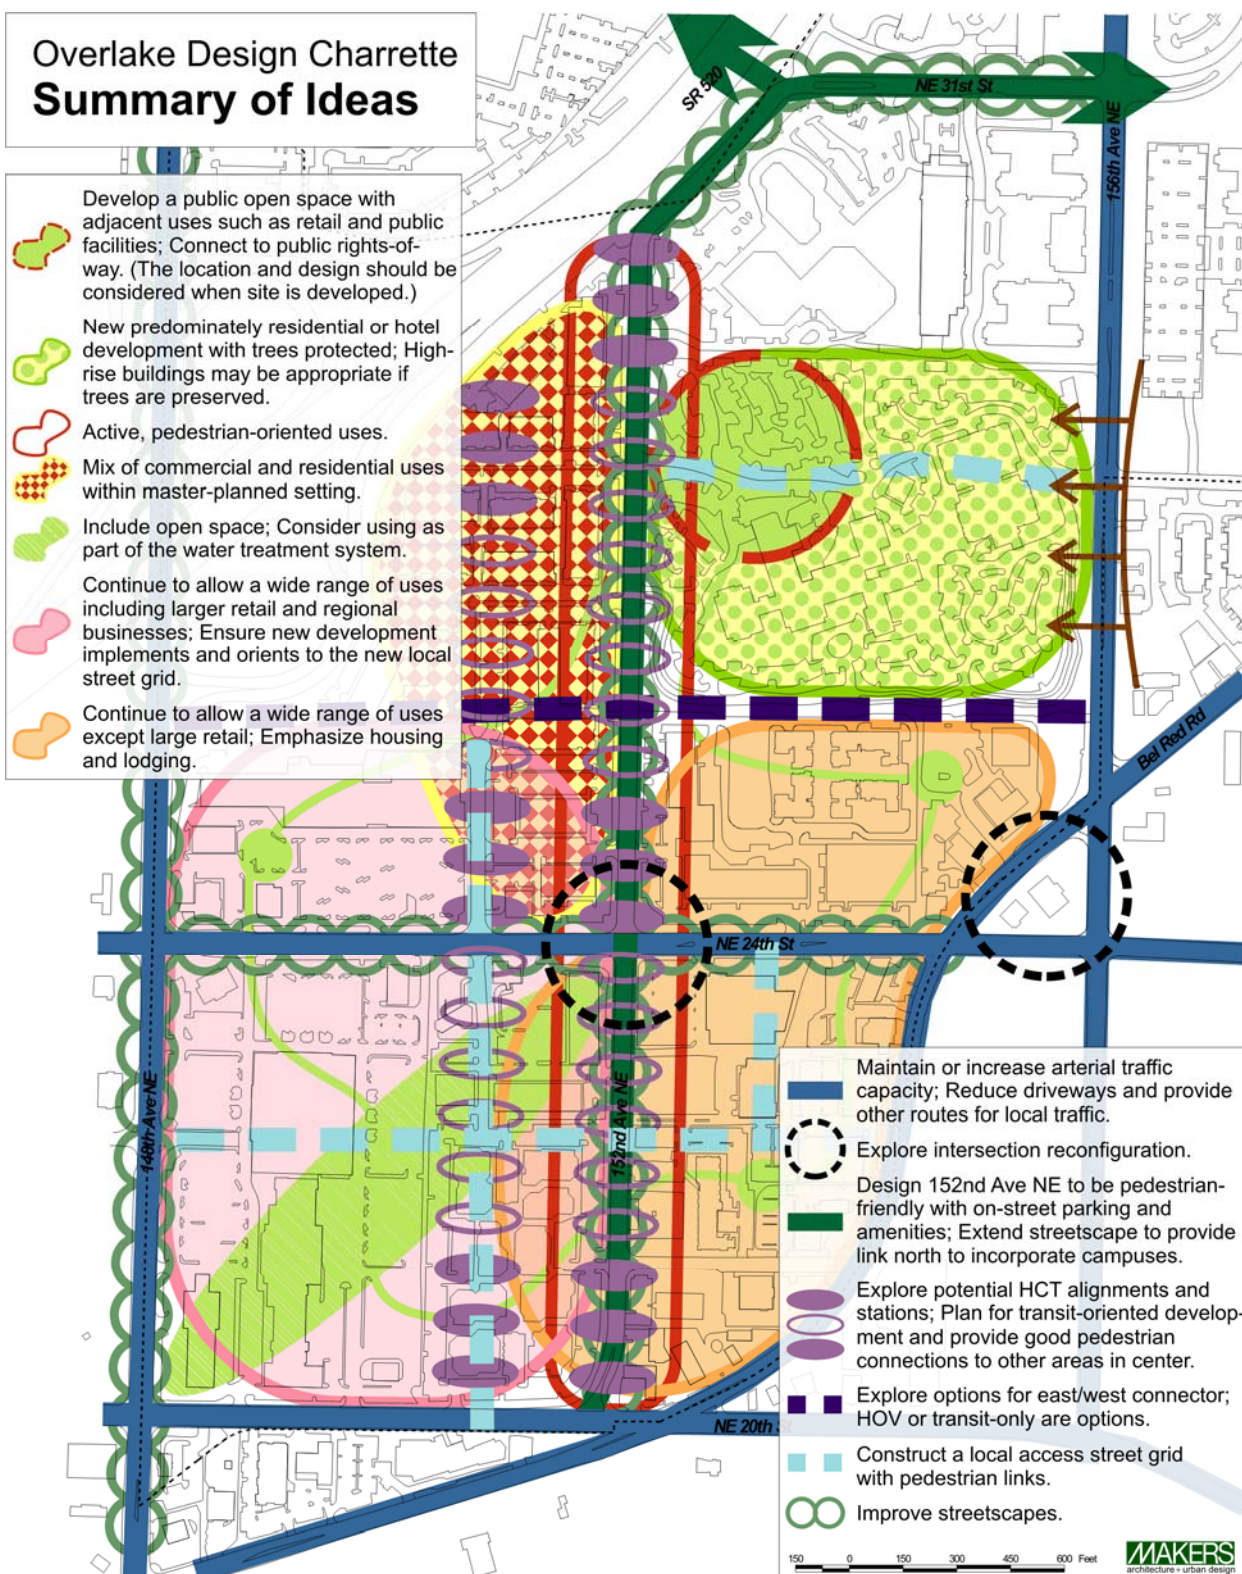 Overlake Design Charrette
Summary of Ideas
Develop a public open space with
adjacent uses such as retail and public
facilities; Connect to public rights-of-
way. (The location and design should be
considered when site is developed.)
New predominately residential or hotel
development with trees protected; High-
rise buildings may be appropriate if
trees are preserved.
Active, pedestrian-oriented uses.
Mix of commercial and residential uses
within master-planned setting.
Include open space; Consider using as
part of the water treatment system.
Continue to allow a wide range of uses
including larger retail and regional
businesses; Ensure new development
implements and orients to the new local
street grid.
Continue to allow a wide range of uses
except large retail; Emphasize housing
and lodging.
SR 520
NE 31st St
156th Ave NE
Bel Red Rd
NE 24th St
148th Ave NE
152nd Ave NE
NE 20th St
Maintain or increase arterial traffic
capacity; Reduce driveways and provide
other routes for local traffic.
Explore intersection reconfiguration.
Design 152nd Ave NE to be pedestrian-
friendly with on-street parking and
amenities; Extend streetscape to provide
link north to incorporate campuses.
Explore potential HCT alignments and
stations; Plan for transit-oriented develop-
ment and provide good pedestrian
connections to other areas in center.
Explore options for east/west connector;
HOV or transit-only are options.
Construct a local access street grid
with pedestrian links.
Improve streetscapes.
150 0 150 300 450 600 Feet
MAKERS
architecture + urban design